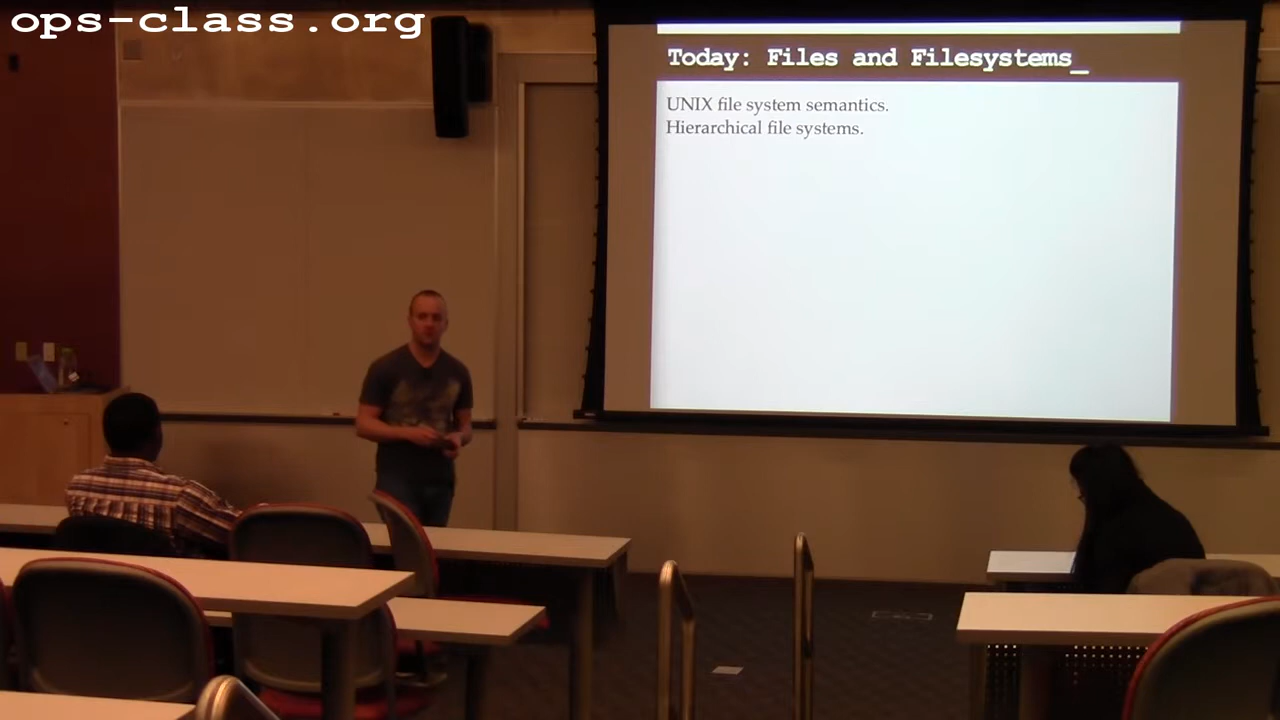 ops-class.org
Today: Files and Filesystems_
UNIX file system semantics.
Hierarchical file systems.